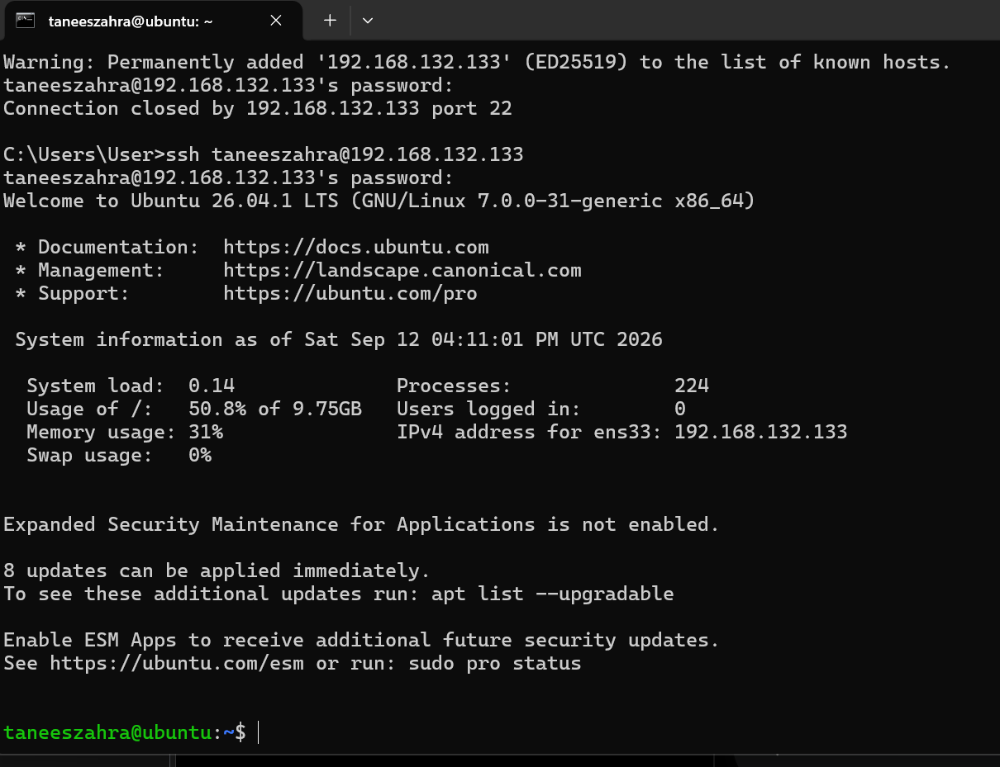 taneeszahra@ubuntu: ~
Warning: Permanently added '192.168.132.133' (ED25519) to the list of known hosts.
taneeszahra@192.168.132.133's password:
Connection closed by 192.168.132.133 port 22
C:\Users\User>ssh taneeszahra@192.168.132.133
taneeszahra@192.168.132.133's password:
Welcome to Ubuntu 26.04.1 LTS (GNU/Linux 7.0.0-31-generic x86_64)
* Documentation:  https://docs.ubuntu.com
* Management:     https://landscape.canonical.com
* Support:        https://ubuntu.com/pro
System information as of Sat Sep 12 04:11:01 PM UTC 2026
System load:  0.14              Processes:              224
Usage of /:   50.8% of 9.75GB   Users logged in:        0
Memory usage: 31%               IPv4 address for ens33: 192.168.132.133
Swap usage:   0%
Expanded Security Maintenance for Applications is not enabled.
8 updates can be applied immediately.
To see these additional updates run: apt list --upgradable
Enable ESM Apps to receive additional future security updates.
See https://ubuntu.com/esm or run: sudo pro status
taneeszahra@ubuntu:~$